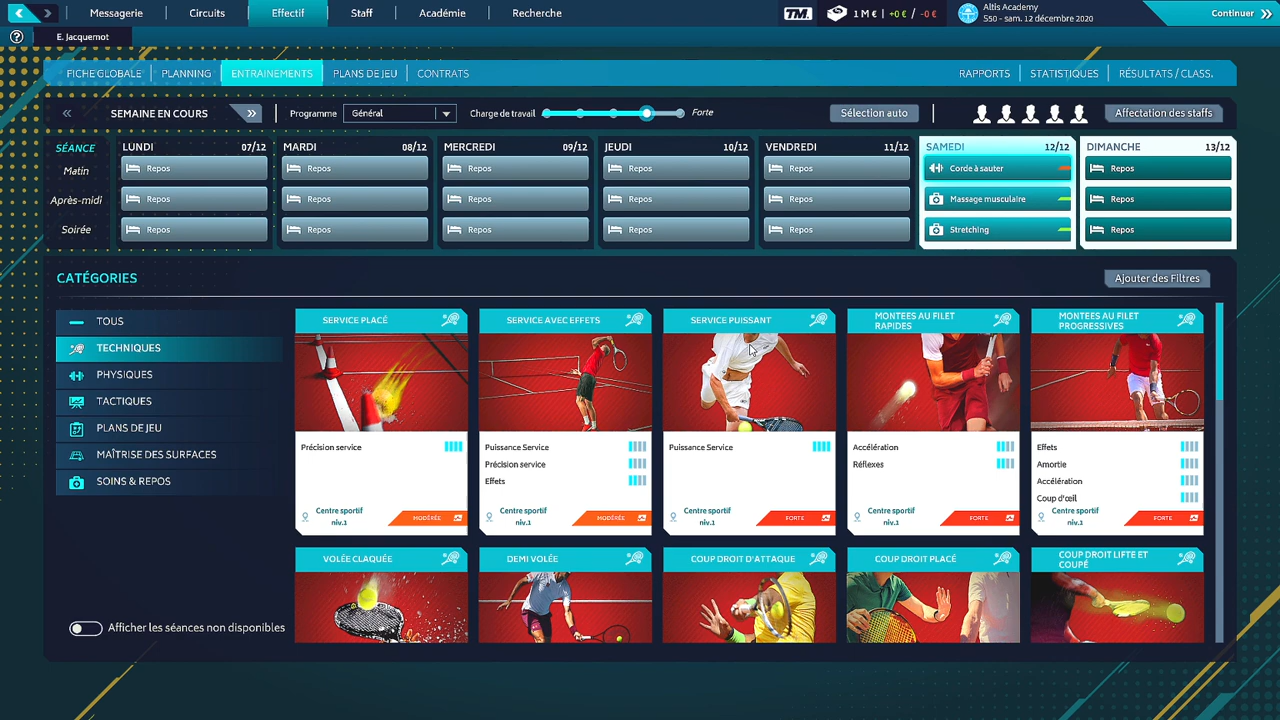 Messagerie
Circuits
Effectif
Staff
Académie
Recherche
TM.
1 M € | +0 € / -0 €
Altis Academy
550 - sam. 12 décembre 2020
Continuer
E. Jacquemot
FICHE GLOBALE
PLANNING
ENTRAINEMENTS
PLANS DE JEU
CONTRATS
RAPPORTS
STATISTIQUES
RÉSULTATS / CLASS.
SEMAINE EN COURS
Programme
Général
Charge de travail
Forte
Sélection auto
Affectation des staffs
SÉANCE
LUNDI 07/12
MARDI 08/12
MERCREDI 09/12
JEUDI 10/12
VENDREDI 11/12
SAMEDI 12/12
DIMANCHE 13/12
Matin
Repos
Repos
Repos
Repos
Repos
Corde à sauter
Repos
Après-midi
Repos
Repos
Repos
Repos
Repos
Massage musculaire
Repos
Soirée
Repos
Repos
Repos
Repos
Repos
Stretching
Repos
CATÉGORIES
Ajouter des Filtres
TOUS
TECHNIQUES
PHYSIQUES
TACTIQUES
PLANS DE JEU
MAÎTRISE DES SURFACES
SOINS & REPOS
Afficher les séances non disponibles
SERVICE PLACÉ
Précision service
Centre sportif
niv.1
MODÉRÉE
SERVICE AVEC EFFETS
Puissance Service
Précision service
Effets
Centre sportif
niv.1
MODÉRÉE
SERVICE PUISSANT
Puissance Service
Centre sportif
niv.1
FORTE
MONTEES AU FILET
RAPIDES
Accélération
Réflexes
Centre sportif
niv.1
FORTE
MONTEES AU FILET
PROGRESSIVES
Effets
Amortie
Accélération
Coup d'œil
Centre sportif
niv.1
FORTE
VOLÉE CLAQUÉE
DEMI VOLÉE
COUP DROIT D'ATTAQUE
COUP DROIT PLACÉ
COUP DROIT LIFTE ET
COUPÉ